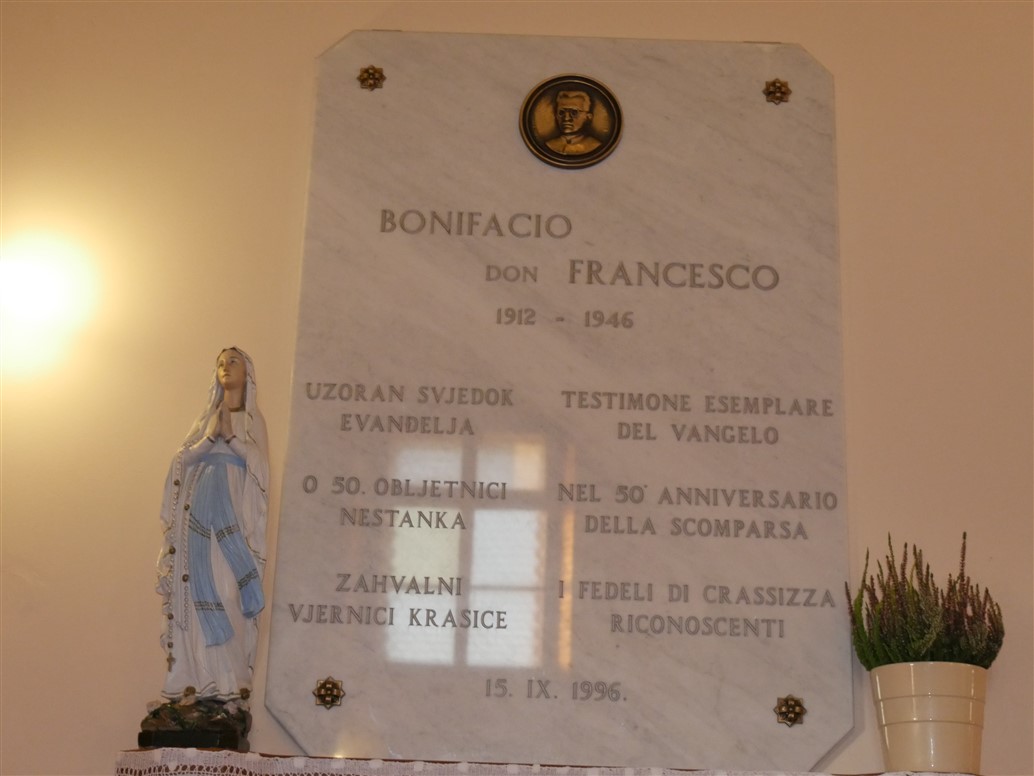 BONIFACIO
DON FRANCESCO
1912 - 1946
UZORAN SVJEDOK
EVANĐELJA
O 50. OBLJETNICI
NESTANKA
ZAHVALNI
VJERNICI KRASICE
TESTIMONE ESEMPLARE
DEL VANGELO
NEL 50° ANNIVERSARIO
DELLA SCOMPARSA
I FEDELI DI CRASSIZZA
RICONOSCENTI
15. IX. 1996.